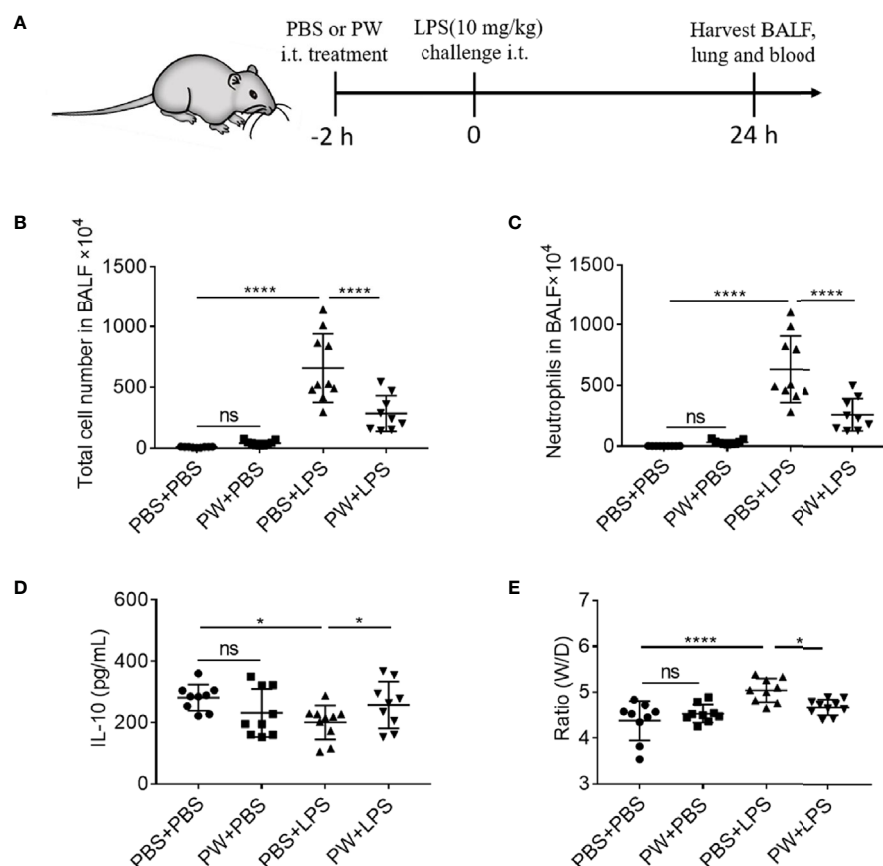 A
PBS or PW
i.t. treatment
LPS(10 mg/kg)
challenge i.t.
Harvest BALF,
lung and blood
-2 h
0
24 h
B
Total cell number in BALF ×10⁴
1500
1000
500
0
****
****
ns
PBS+PBS
PW+PBS
PBS+LPS
PW+LPS
C
Neutrophils in BALF×10⁴
1500
1000
500
0
****
****
ns
PBS+PBS
PW+PBS
PBS+LPS
PW+LPS
D
IL-10 (pg/mL)
600
400
200
0
*
*
ns
PBS+PBS
PW+PBS
PBS+LPS
PW+LPS
E
Ratio (W/D)
7
6
5
4
3
****
*
ns
PBS+PBS
PW+PBS
PBS+LPS
PW+LPS